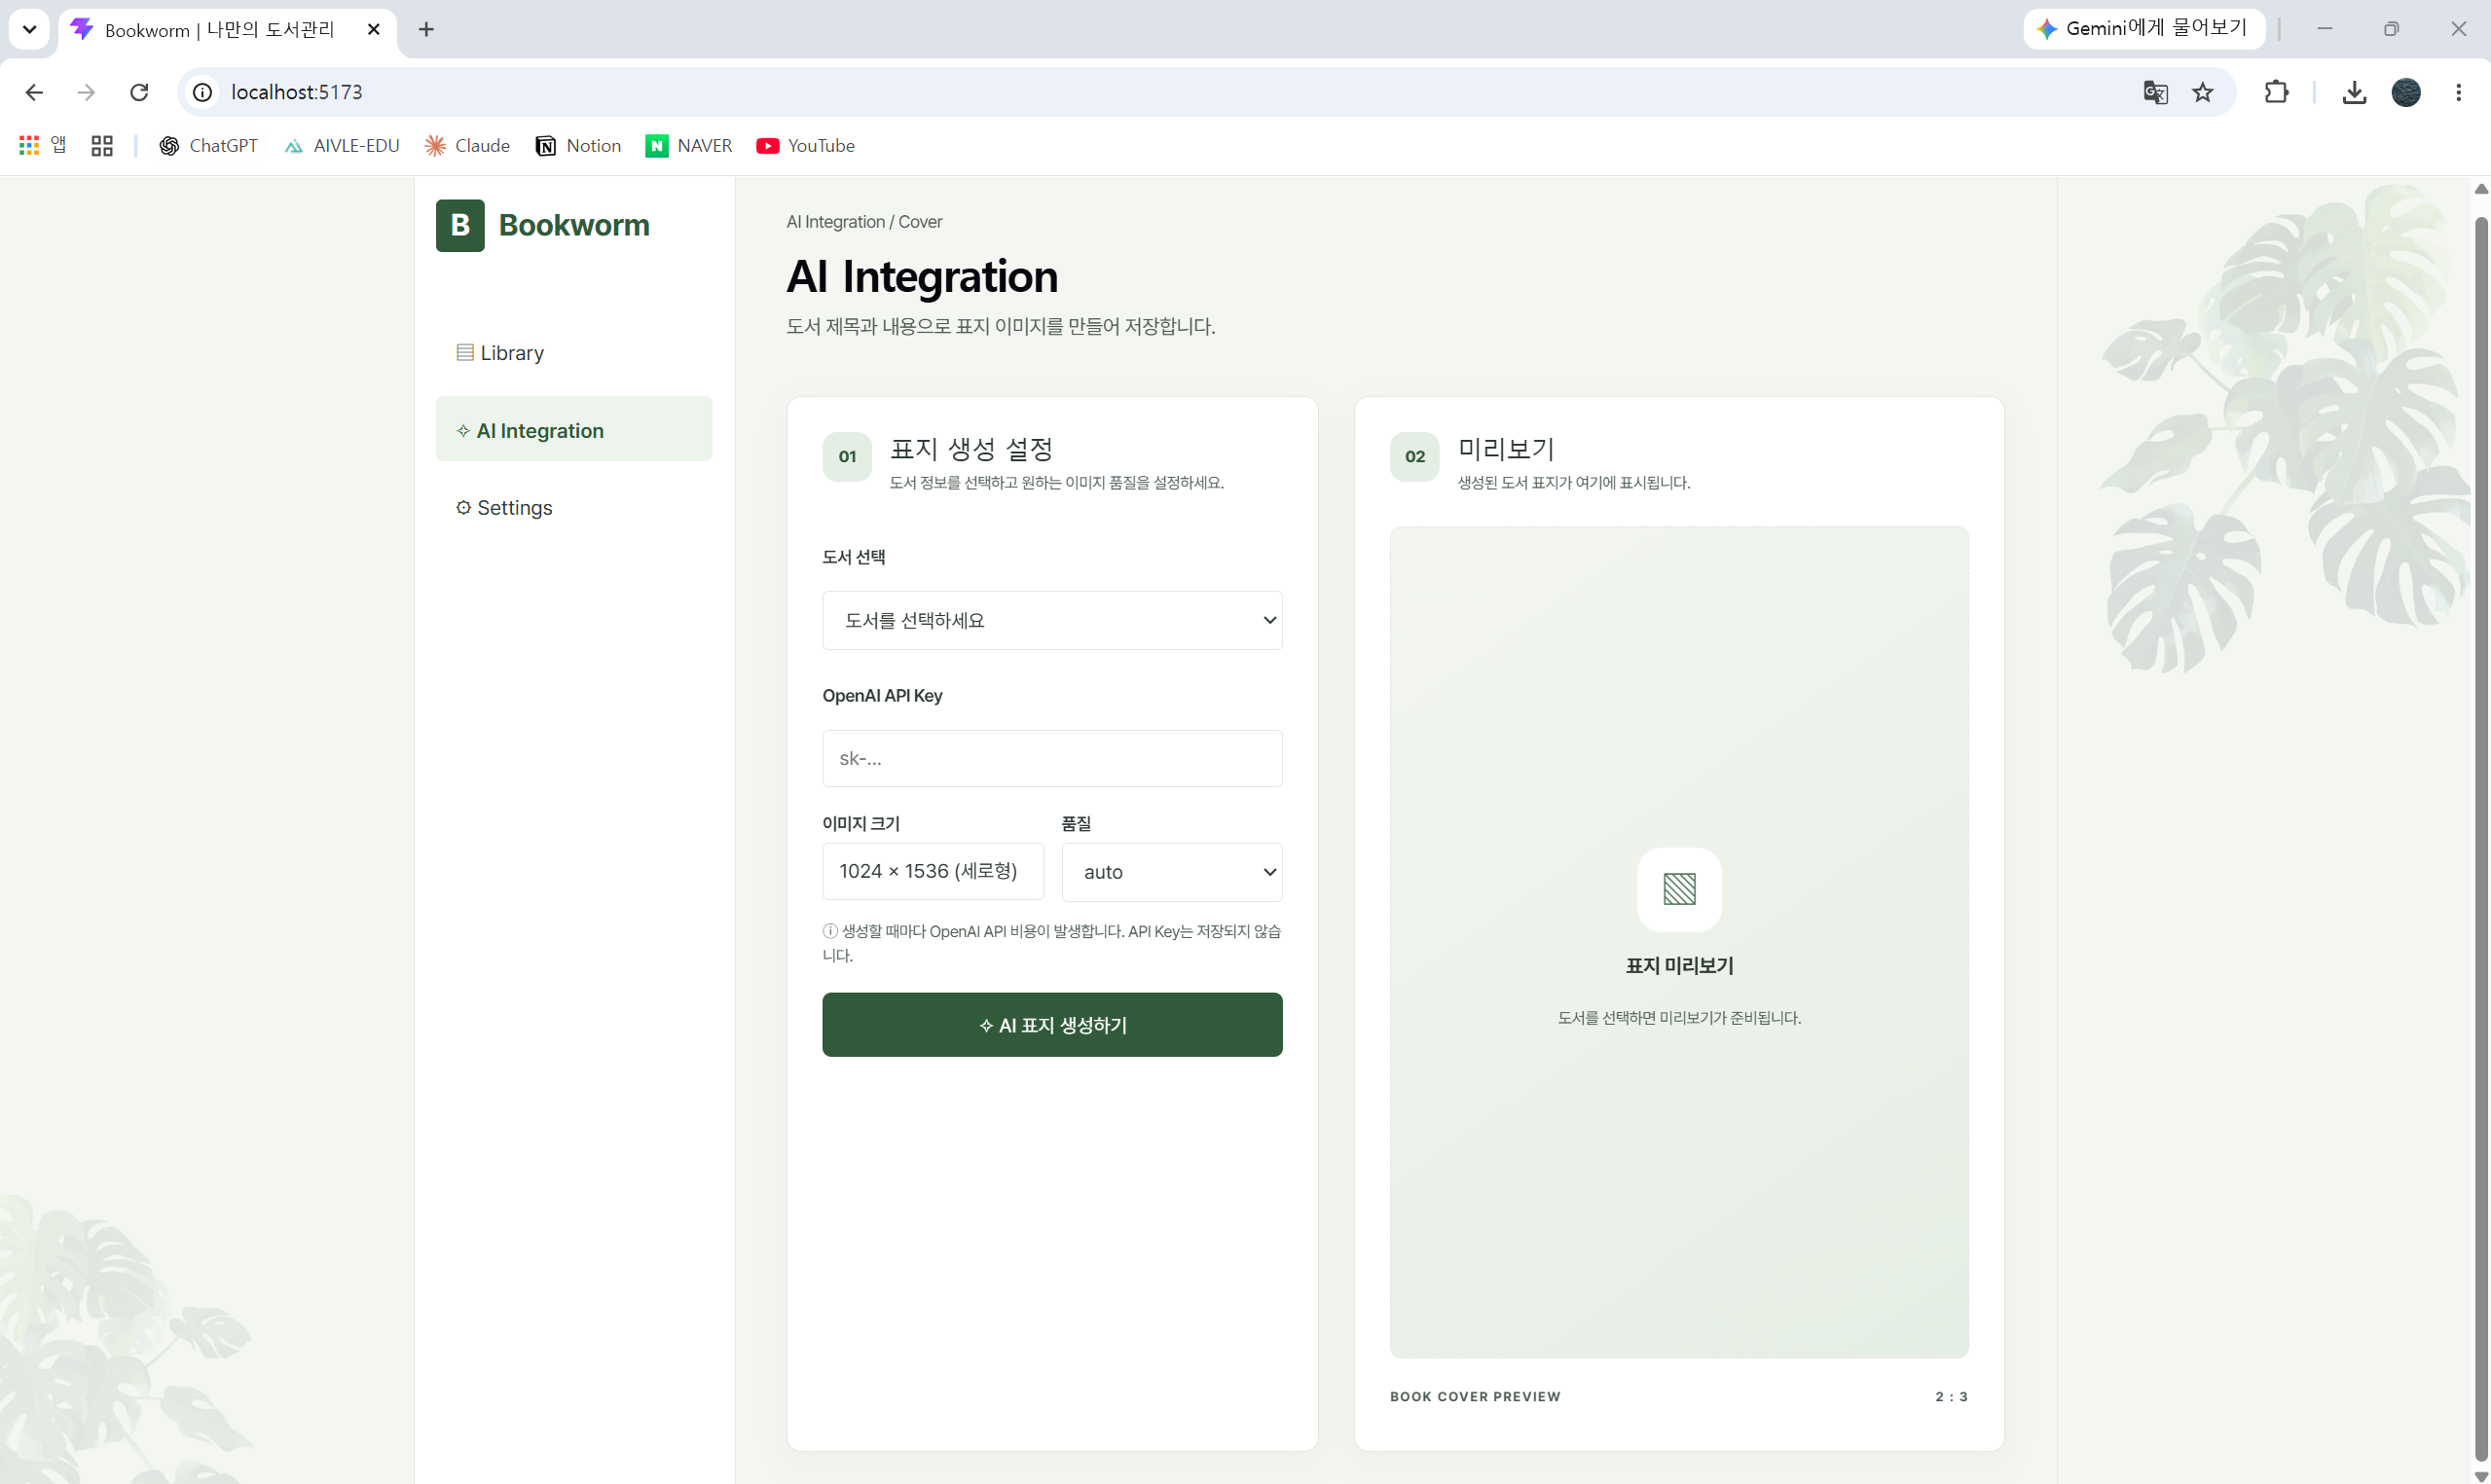 Bookworm | 나만의 도서관리
Gemini에게 물어보기
localhost:5173
앱
ChatGPT
AIVLE-EDU
Claude
Notion
NAVER
YouTube
B Bookworm
Library
AI Integration
Settings
AI Integration / Cover
AI Integration
도서 제목과 내용으로 표지 이미지를 만들어 저장합니다.
01
표지 생성 설정
도서 정보를 선택하고 원하는 이미지 품질을 설정하세요.
도서 선택
도서를 선택하세요
OpenAI API Key
sk-...
이미지 크기
품질
1024 × 1536 (세로형)
auto
ⓘ 생성할 때마다 OpenAI API 비용이 발생합니다. API Key는 저장되지 않습
니다.
✧ AI 표지 생성하기
02
미리보기
생성된 도서 표지가 여기에 표시됩니다.
표지 미리보기
도서를 선택하면 미리보기가 준비됩니다.
BOOK COVER PREVIEW
2 : 3